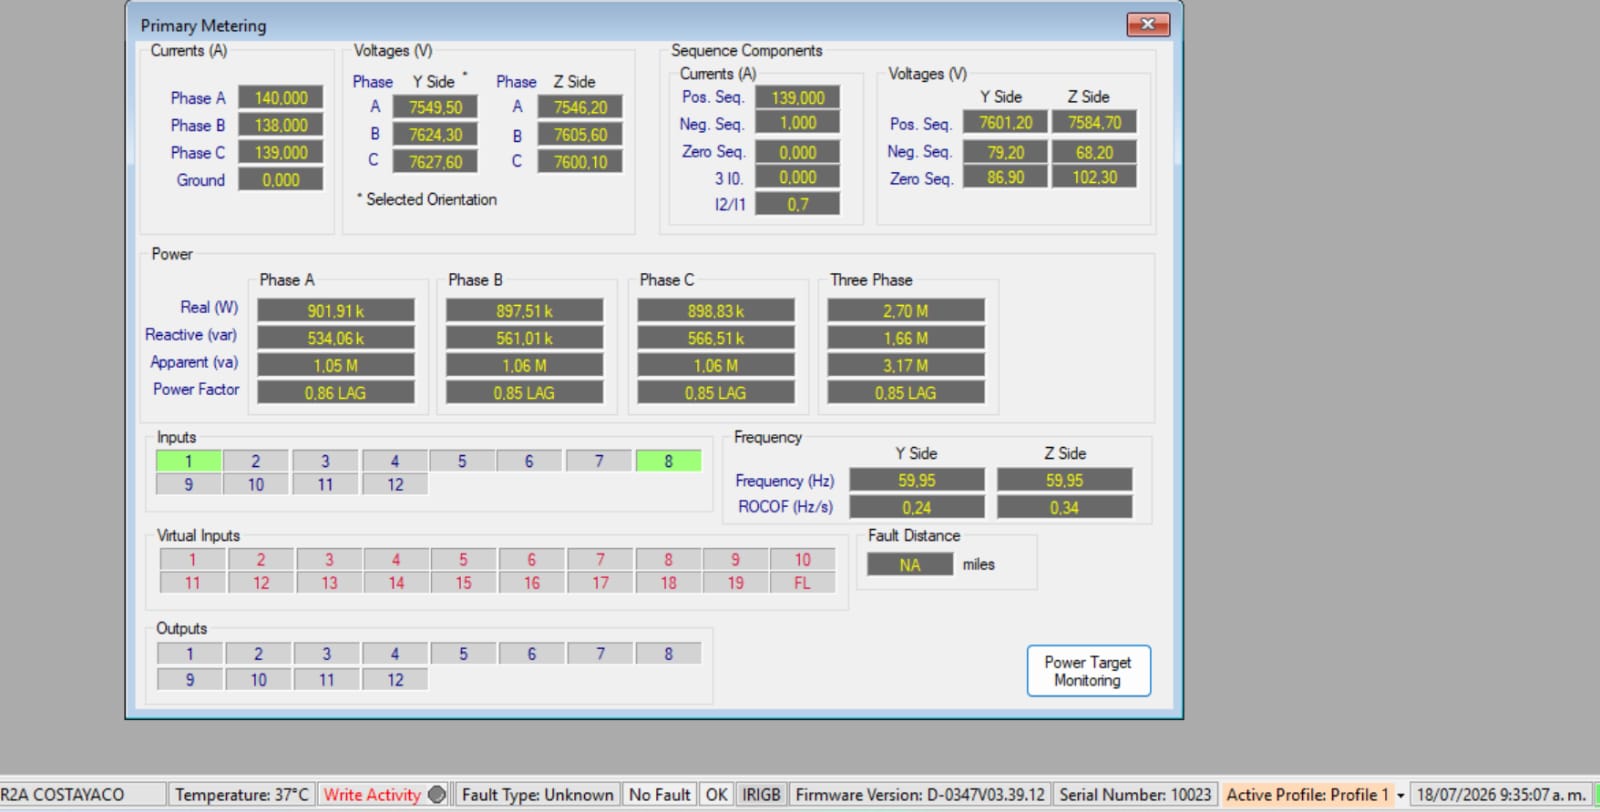 Primary Metering
Currents (A)
Phase A 140,000
Phase B 138,000
Phase C 139,000
Ground 0,000
Voltages (V)
Phase Y Side * Phase Z Side
A 7549,50 A 7546,20
B 7624,30 B 7605,60
C 7627,60 C 7600,10
* Selected Orientation
Sequence Components
Currents (A)
Pos. Seq. 139,000
Neg. Seq. 1,000
Zero Seq. 0,000
3 I0. 0,000
I2/I1 0,7
Voltages (V)
Y Side Z Side
Pos. Seq. 7601,20 7584,70
Neg. Seq. 79,20 68,20
Zero Seq. 86,90 102,30
Power
Phase A Phase B Phase C Three Phase
Real (W) 901,91 k 897,51 k 898,83 k 2,70 M
Reactive (var) 534,06 k 561,01 k 566,51 k 1,66 M
Apparent (va) 1,05 M 1,06 M 1,06 M 3,17 M
Power Factor 0,86 LAG 0,85 LAG 0,85 LAG 0,85 LAG
Inputs
1 2 3 4 5 6 7 8
9 10 11 12
Frequency
Y Side Z Side
Frequency (Hz) 59,95 59,95
ROCOF (Hz/s) 0,24 0,34
Virtual Inputs
1 2 3 4 5 6 7 8 9 10
11 12 13 14 15 16 17 18 19 FL
Fault Distance
NA miles
Outputs
1 2 3 4 5 6 7 8
9 10 11 12
Power Target
Monitoring
R2A COSTAYACO Temperature: 37°C Write Activity Fault Type: Unknown No Fault OK IRIGB Firmware Version: D-0347V03.39.12 Serial Number: 10023 Active Profile: Profile 1 18/07/2026 9:35:07 a. m.